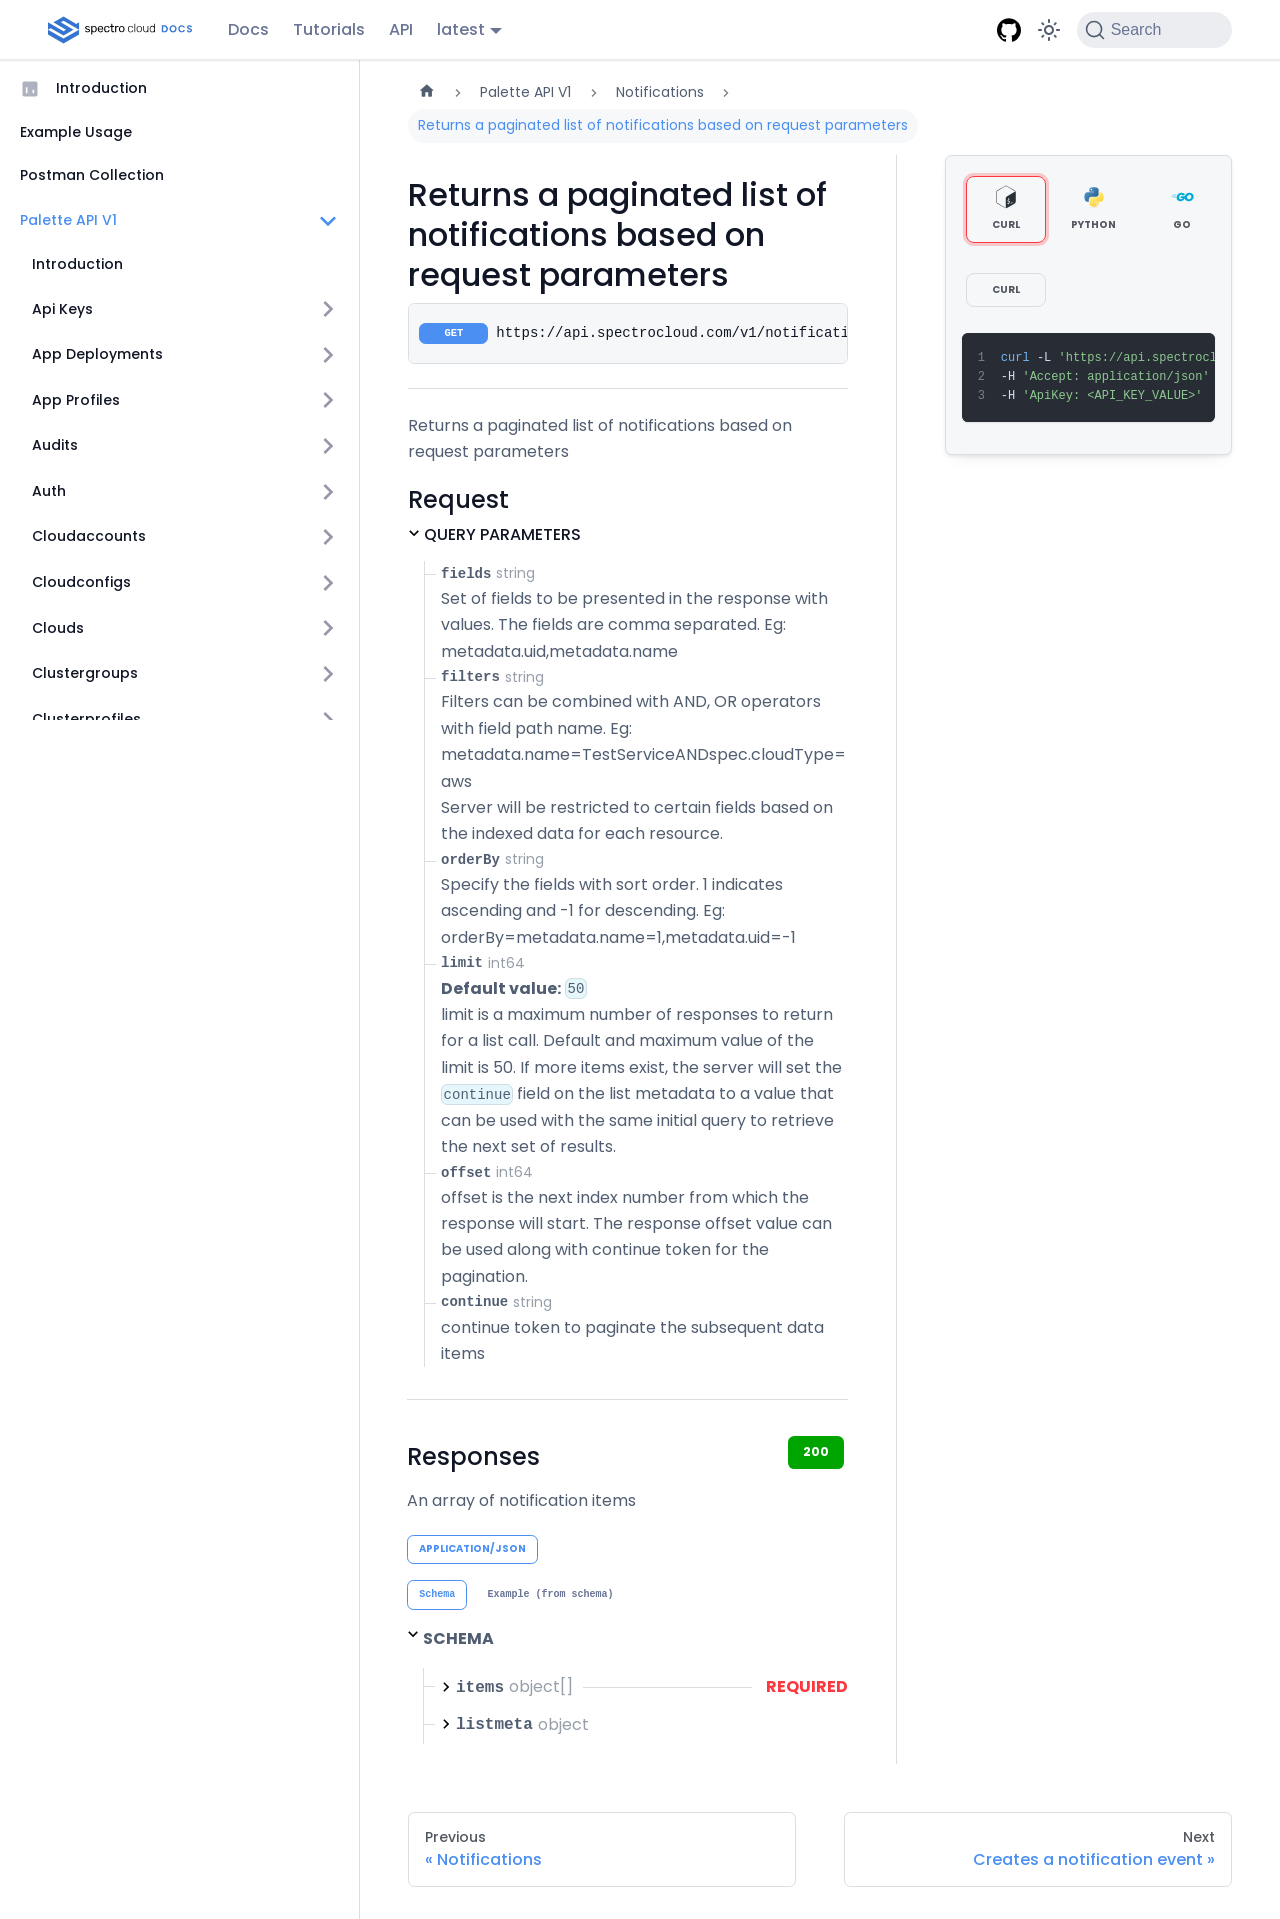 spectro cloud DOCS
Docs
Tutorials
API
latest
Search
Introduction
Example Usage
Postman Collection
Palette API V1
Introduction
Api Keys
App Deployments
App Profiles
Audits
Auth
Cloudaccounts
Cloudconfigs
Clouds
Clustergroups
Clusterprofiles
Palette API V1
Notifications
Returns a paginated list of notifications based on request parameters
Returns a paginated list of
notifications based on
request parameters
GET https://api.spectrocloud.com/v1/notificati
Returns a paginated list of notifications based on
request parameters
Request
QUERY PARAMETERS
fields string
Set of fields to be presented in the response with
values. The fields are comma separated. Eg:
metadata.uid,metadata.name
filters string
Filters can be combined with AND, OR operators
with field path name. Eg:
metadata.name=TestServiceANDspec.cloudType=
aws
Server will be restricted to certain fields based on
the indexed data for each resource.
orderBy string
Specify the fields with sort order. 1 indicates
ascending and -1 for descending. Eg:
orderBy=metadata.name=1,metadata.uid=-1
limit int64
Default value: 50
limit is a maximum number of responses to return
for a list call. Default and maximum value of the
limit is 50. If more items exist, the server will set the
continue field on the list metadata to a value that
can be used with the same initial query to retrieve
the next set of results.
offset int64
offset is the next index number from which the
response will start. The response offset value can
be used along with continue token for the
pagination.
continue string
continue token to paginate the subsequent data
items
Responses
200
An array of notification items
APPLICATION/JSON
Schema
Example (from schema)
SCHEMA
items object[] REQUIRED
listmeta object
CURL
PYTHON
GO
CURL
1 curl -L 'https://api.spectrocl
2 -H 'Accept: application/json'
3 -H 'ApiKey: <API_KEY_VALUE>'
Previous
« Notifications
Next
Creates a notification event »